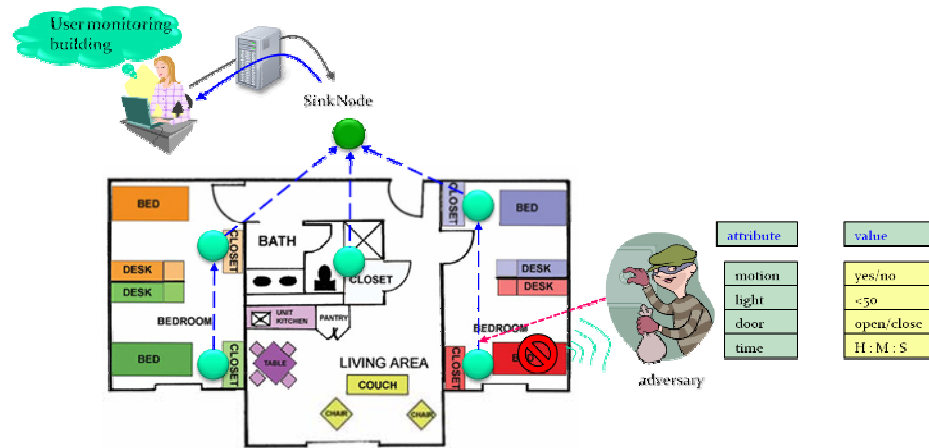 User monitoring
building
Sink Node
BED
CLOSET
BATH
CLOSET
BED
attribute
value
DESK
DESK
CLOSET
DESK
DESK
motion
yes/no
light
<50
door
open/close
time
H : M : S
UNIT
KITCHEN
PANTRY
BEDROOM
BEDROOM
BED
CLOSET
TABLE
LIVING AREA
COUCH
CHAIR
CHAIR
CLOSET
adversary